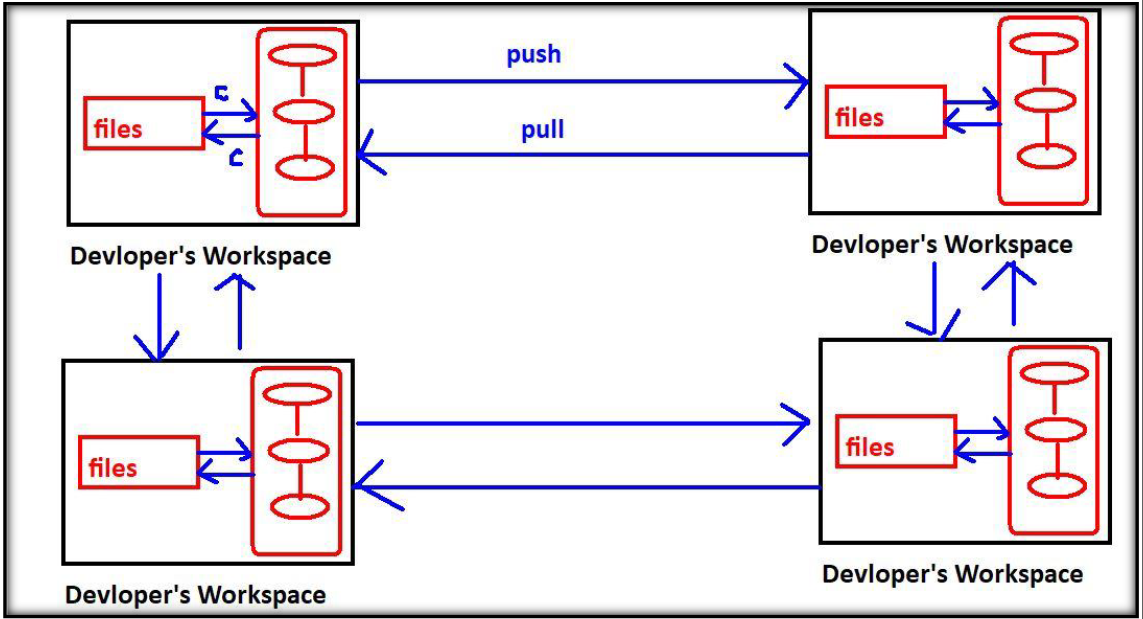 push
files
c
files
pull
c
Devloper's Workspace
Devloper's Workspace
files
files
Devloper's Workspace
Devloper's Workspace